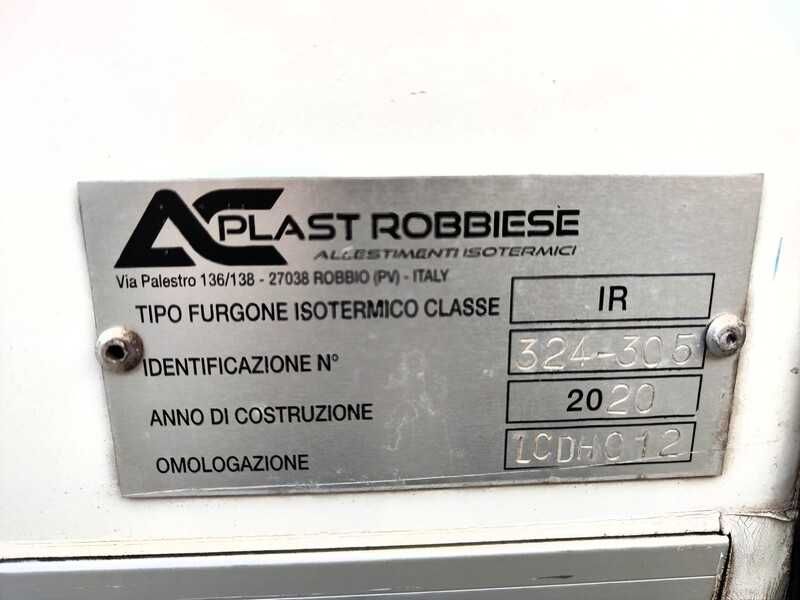 AC PLAST ROBBIESE
ALLESTIMENTI ISOTERMICI
Via Palestro 136/138 - 27038 ROBBIO (PV) - ITALY
TIPO FURGONE ISOTERMICO CLASSE IR
IDENTIFICAZIONE N° 324-305
ANNO DI COSTRUZIONE 2020
OMOLOGAZIONE 1CDH012